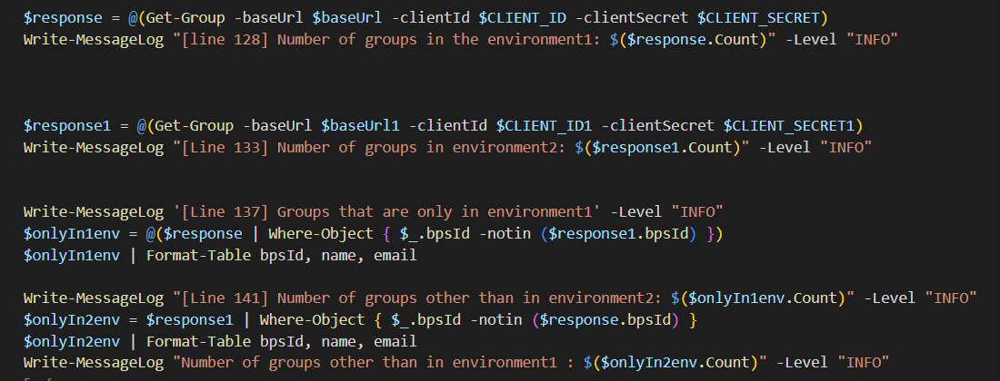 $response = @(Get-Group -baseUrl $baseUrl -clientId $CLIENT_ID -clientSecret $CLIENT_SECRET)
Write-MessageLog "[line 128] Number of groups in the environment1: $($response.Count)" -Level "INFO"
$response1 = @(Get-Group -baseUrl $baseUrl1 -clientId $CLIENT_ID1 -clientSecret $CLIENT_SECRET1)
Write-MessageLog "[Line 133] Number of groups in environment2: $($response1.Count)" -Level "INFO"
Write-MessageLog '[Line 137] Groups that are only in environment1' -Level "INFO"
$onlyIn1env = @($response | Where-Object { $_.bpsId -notin ($response1.bpsId) })
$onlyIn1env | Format-Table bpsId, name, email
Write-MessageLog "[Line 141] Number of groups other than in environment2: $($onlyIn1env.Count)" -Level "INFO"
$onlyIn2env = $response1 | Where-Object { $_.bpsId -notin ($response.bpsId) }
$onlyIn2env | Format-Table bpsId, name, email
Write-MessageLog "Number of groups other than in environment1 : $($onlyIn2env.Count)" -Level "INFO"